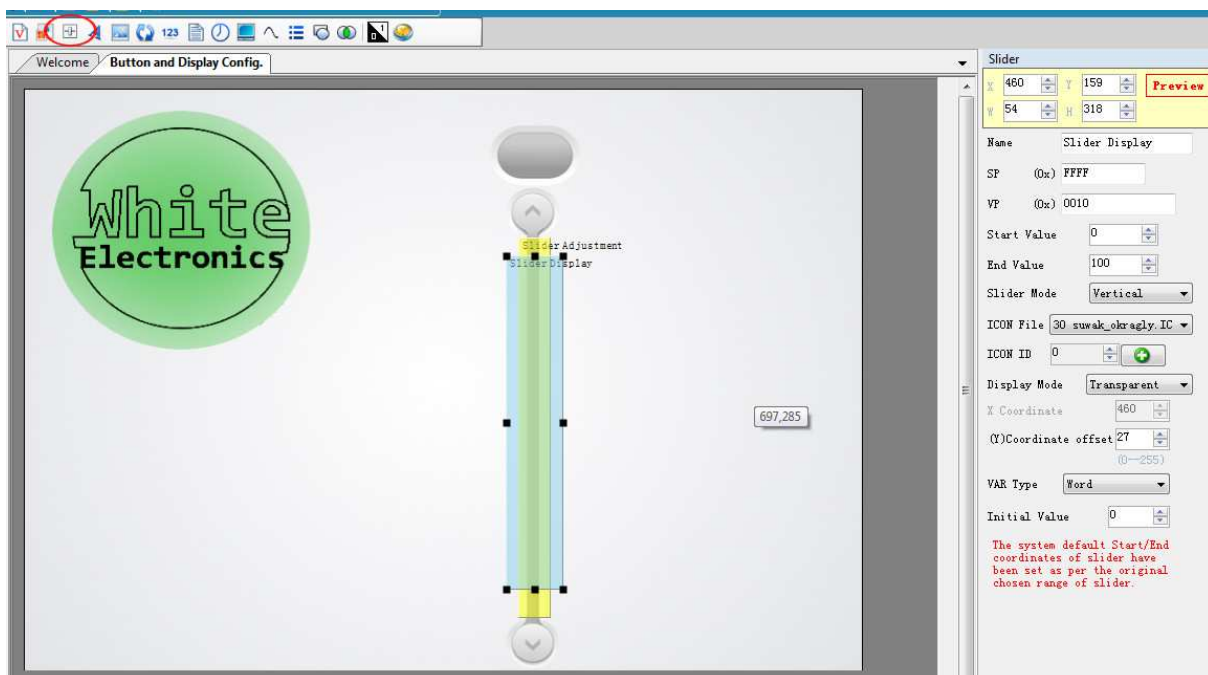 123
Welcome
Button and Display Config.
White
Electronics
Slider Adjustment
Slider Display
697,285
Slider
X 460 Y 159 Preview
W 54 H 318
Name Slider Display
SP (0x) FFFF
VP (0x) 0010
Start Value 0
End Value 100
Slider Mode Vertical
ICON File 30 suwak_okragly.IC
ICON ID 0
Display Mode Transparent
X Coordinate 460
(Y)Coordinate offset 27
(0--255)
VAR Type Word
Initial Value 0
The system default Start/End
coordinates of slider have
been set as per the original
chosen range of slider.